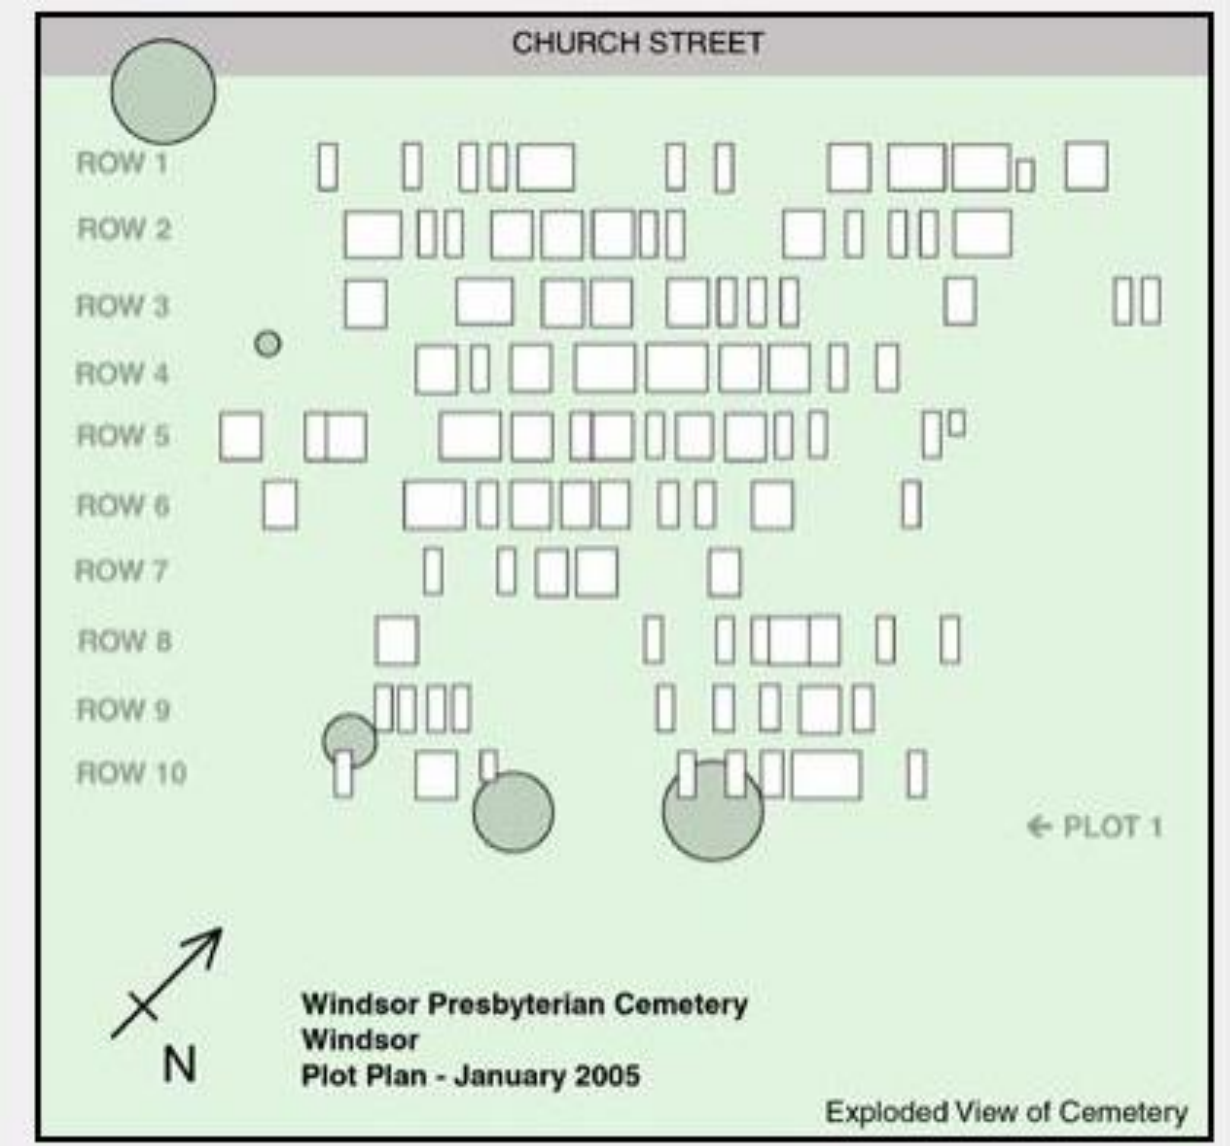 CHURCH STREET
ROW 1
ROW 2
ROW 3
ROW 4
ROW 5
ROW 6
ROW 7
ROW 8
ROW 9
ROW 10
← PLOT 1
N
Windsor Presbyterian Cemetery
Windsor
Plot Plan - January 2005
Exploded View of Cemetery